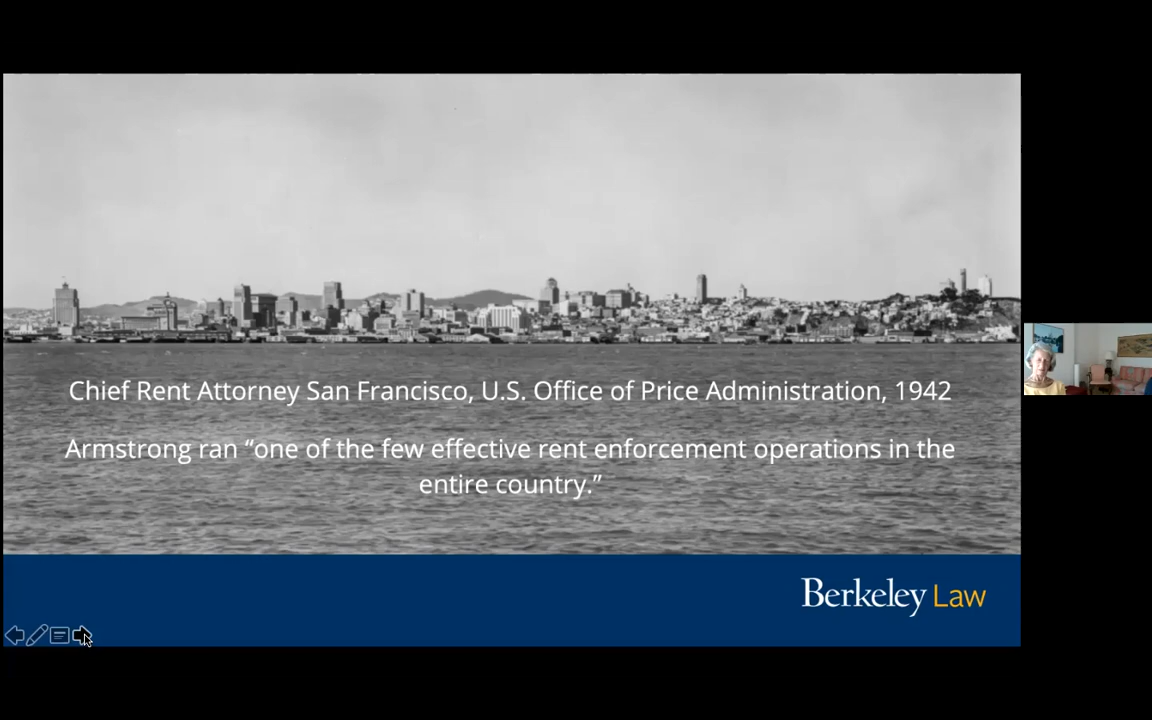 Chief Rent Attorney San Francisco, U.S. Office of Price Administration, 1942
Armstrong ran “one of the few effective rent enforcement operations in the
entire country.”
Berkeley Law